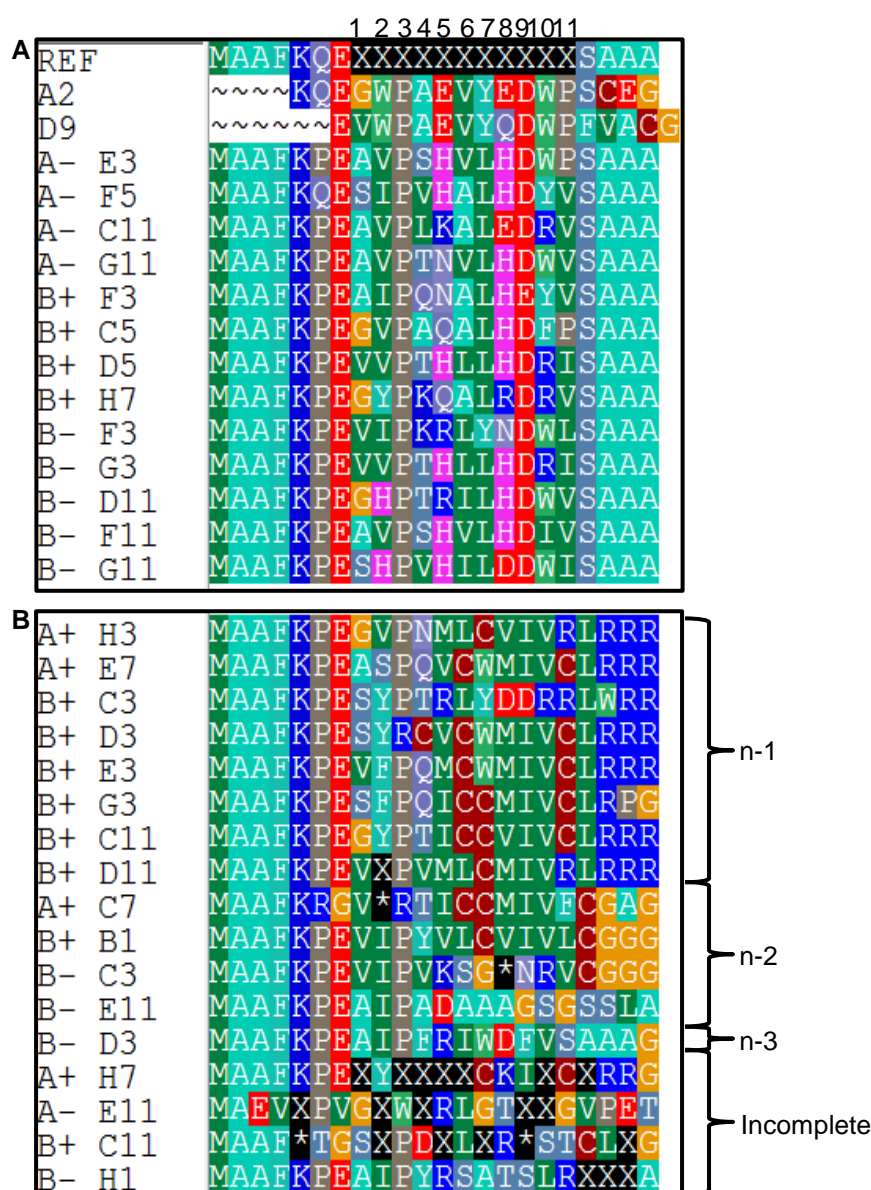 1 2 3 4 5 6 7 8 9 10 11
A
REF MAAFKQEXXXXXXXXXXXSAAA
A2 ~~~~KQEGWPAEVYEDWPSCEG
D9 ~~~~~~EVWPAEVYQDWPFVACG
A- E3 MAAFKPEAVPSHVLHDWPSAAA
A- F5 MAAFKQESIPVHALHDYVSAAA
A- C11 MAAFKPEAVPLKALEDRVSAAA
A- G11 MAAFKPEAVPTNVLHDWVSAAA
B+ F3 MAAFKPEAIPQNALHEYVSAAA
B+ C5 MAAFKPEGVPAQALHDFPSAAA
B+ D5 MAAFKPEVVPTHLLHDRISAAA
B+ H7 MAAFKPEGYPKQALRDRVSAAA
B- F3 MAAFKPEVIPKRLYNDWLSAAA
B- G3 MAAFKPEVVPTHLLHDRISAAA
B- D11 MAAFKPEGHPTRILHDWVSAAA
B- F11 MAAFKPEAVPSHVLHDIVSAAA
B- G11 MAAFKPESHPVHILDDWISAAA
B
A+ H3 MAAFKPEGVPNMLCVIVRLRRR
A+ E7 MAAFKPEASPQVCWMIVCLRRR
B+ C3 MAAFKPESYPTRLYDDRRLWRR
B+ D3 MAAFKPESYRCVCWMIVCLRRR
B+ E3 MAAFKPEVFPQMCWMIVCLRRR
B+ G3 MAAFKPESFPQICCMIVCLRPG
B+ C11 MAAFKPEGYPTICCVIVCLRRR
B+ D11 MAAFKPEVXPVMLCMIVRLRRR
n-1
A+ C7 MAAFKRGV*RTICCMIVFCGAG
B+ B1 MAAFKPEVIPYVLCVIVLCGGG
B- C3 MAAFKPEVIPVKSG*NRVCGGG
B- E11 MAAFKPEAIPADAAAGSGSSLA
n-2
B- D3 MAAFKPEAIPFRIWDFVSAAAG
n-3
A+ H7 MAAFKPEXYXXXXCKIXCXRRG
A- E11 MAEVXPVGXWXRLGTXXGVPET
B+ C11 MAAF*TGSXPDXLXR*STCLXG
B- H1 MAAFKPEAIPYRSATSLRXXXA
Incomplete